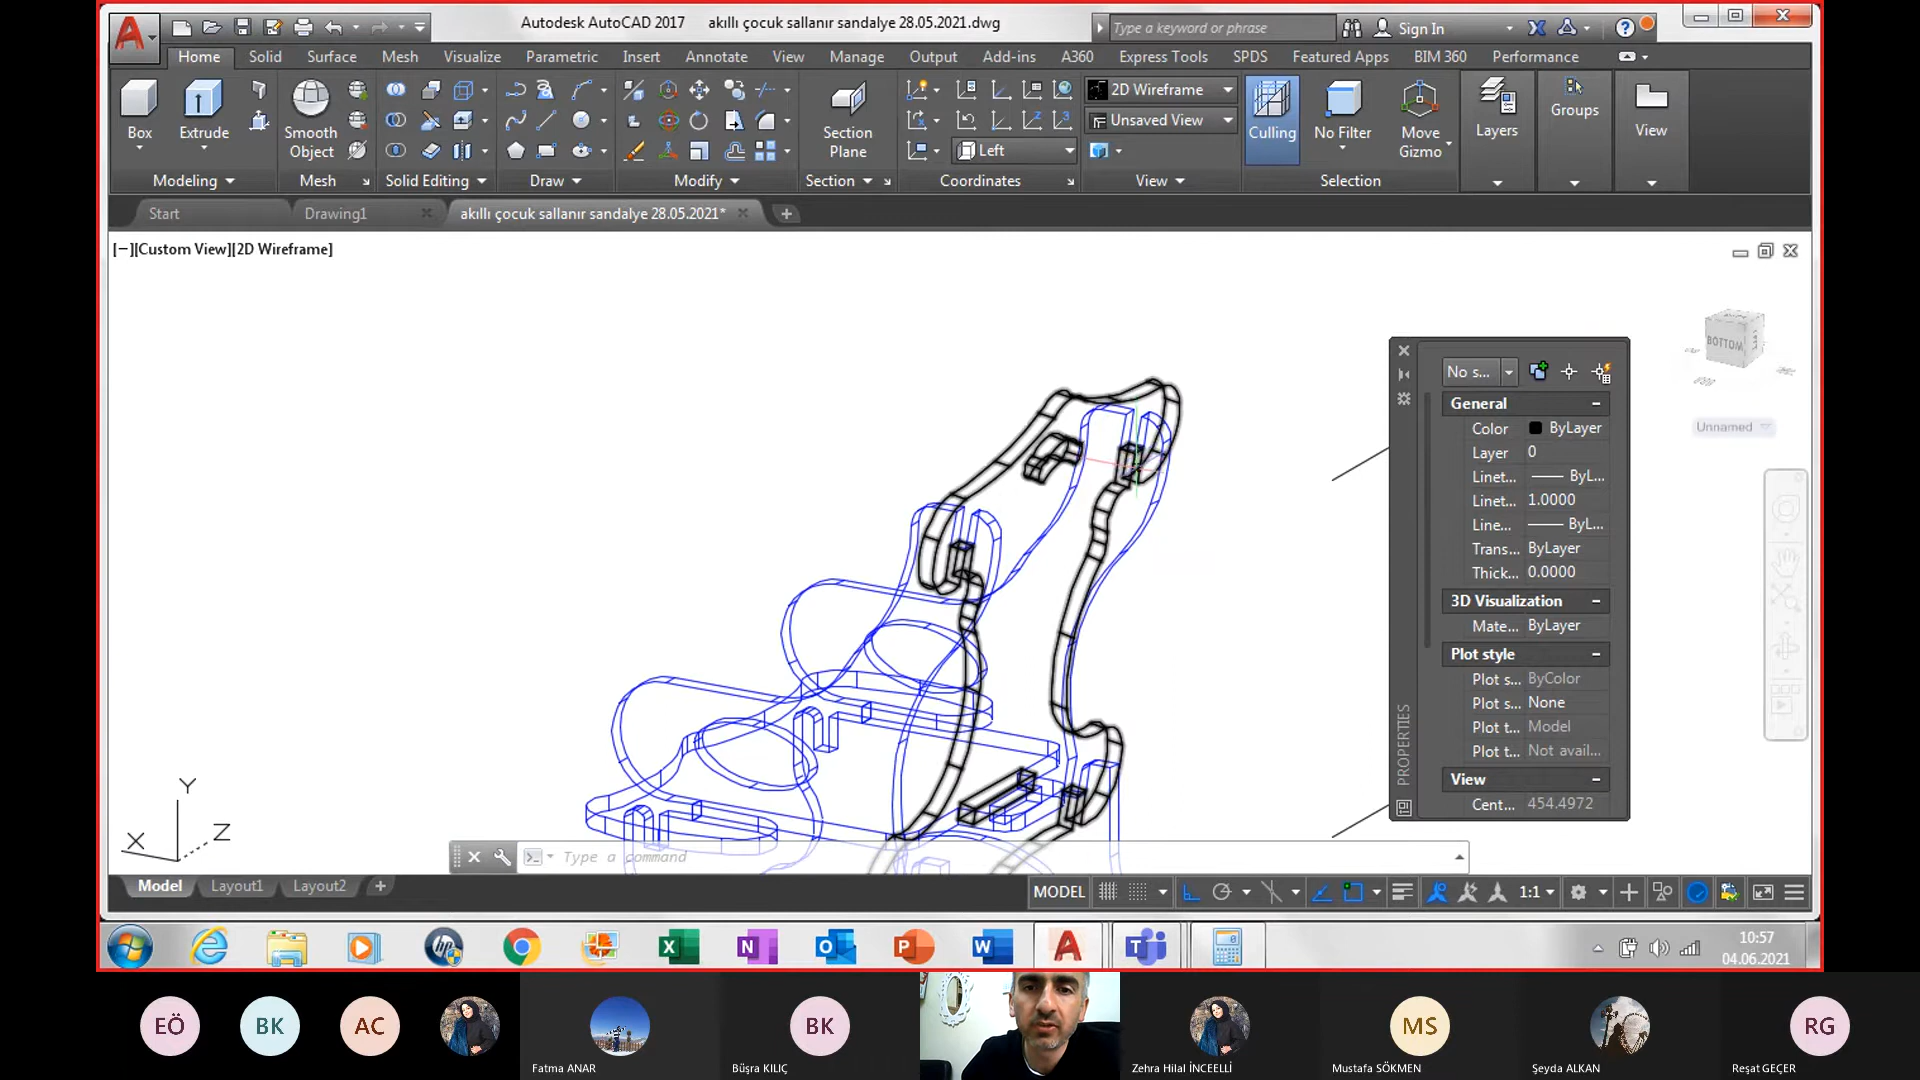 Autodesk AutoCAD 2017 akıllı çocuk sallanır sandalye 28.05.2021.dwg
Type a keyword or phrase
Sign In
Home Solid Surface Mesh Visualize Parametric Annotate Insert View Manage Output Add-ins A360 Express Tools SPDS Featured Apps BIM 360 Performance
2D Wireframe
Unsaved View
Left
Box Extrude Smooth Object Section Plane Culling No Filter Move Gizmo Layers Groups View
Modeling Mesh Solid Editing Draw Modify Section Coordinates View Selection
Start Drawing1 akıllı çocuk sallanır sandalye 28.05.2021*
[−][Custom View][2D Wireframe]
BOTTOM
Unnamed
PROPERTIES
No s...
General
Color ByLayer
Layer 0
Linet... ByL...
Linet... 1.0000
Line... ByL...
Trans... ByLayer
Thick... 0.0000
3D Visualization
Mate... ByLayer
Plot style
Plot s... ByColor
Plot s... None
Plot t... Model
Plot t... Not avail...
View
Cent... 454.4972
Y
X
Z
Type a command
Model Layout1 Layout2
MODEL 1:1
10:57
04.06.2021
EÖ
BK
AC
BK
MS
RG
Fatma ANAR
Büşra KILIÇ
Zehra Hilal İNCEELLİ
Mustafa SÖKMEN
Şeyda ALKAN
Reşat GEÇER